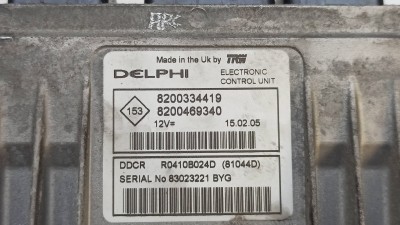 Made in the Uk by TRW
DELPHI ELECTRONIC
CONTROL UNIT
8200334419
153 8200469340
12V= 15.02.05
DDCR R0410B024D (81044D)
SERIAL No 83023221 BYG